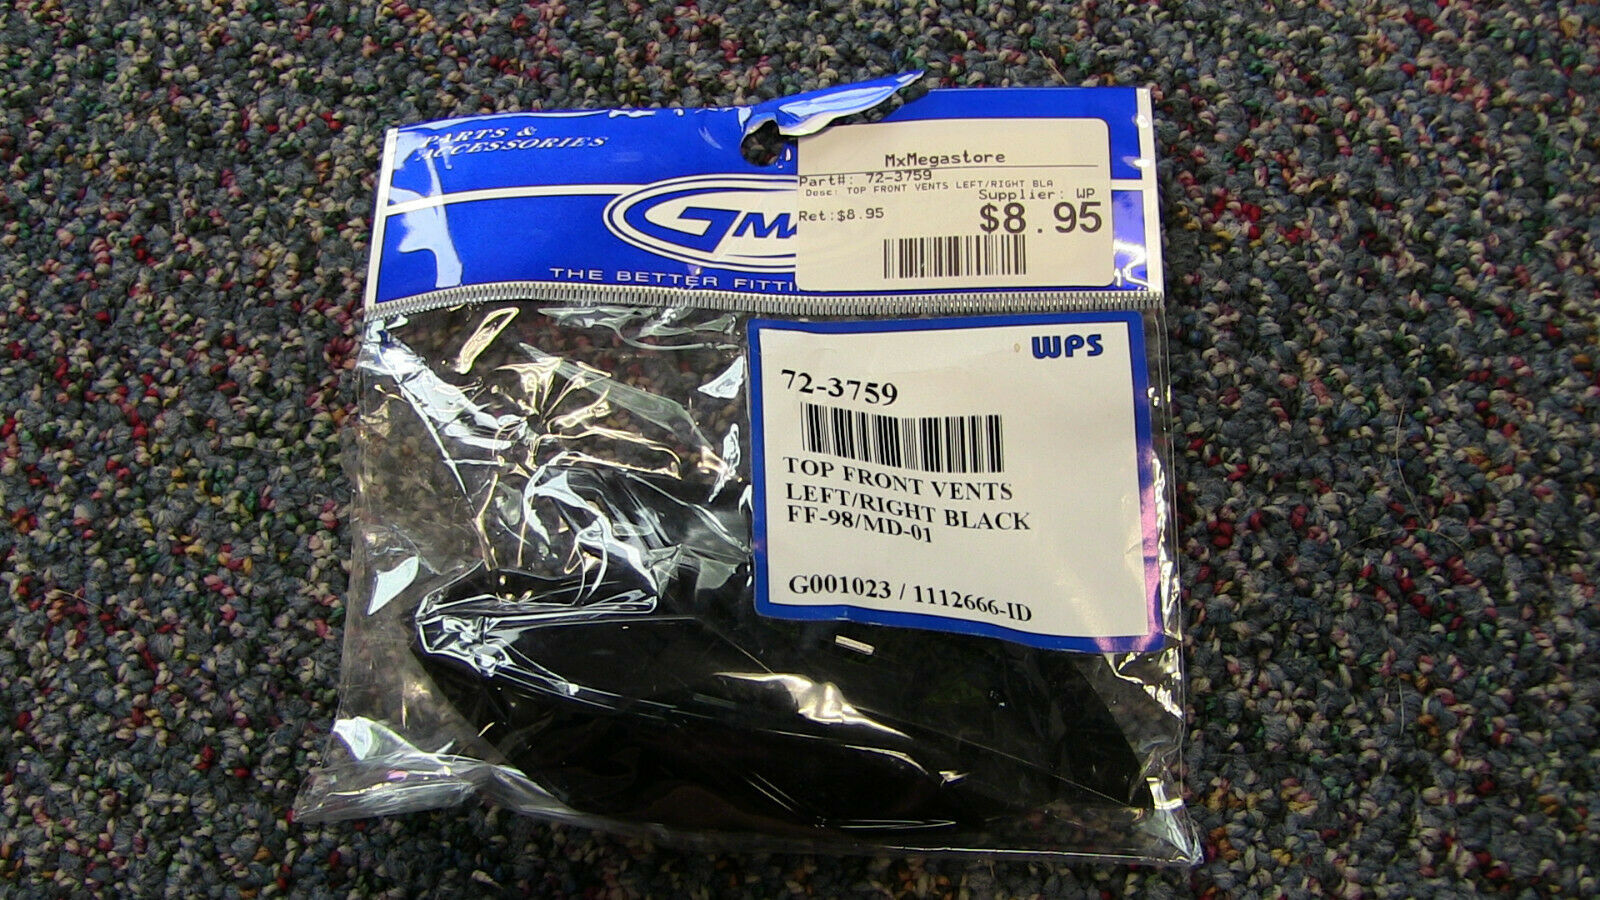 PARTS &
ACCESSORIES
GMA
THE BETTER FITTI
MxMegastore
Part#: 72-3759
Desc: TOP FRONT VENTS LEFT/RIGHT BLA
Supplier: WP
Ret:$8.95
$8.95
WPS
72-3759
TOP FRONT VENTS
LEFT/RIGHT BLACK
FF-98/MD-01
G001023 / 1112666-ID